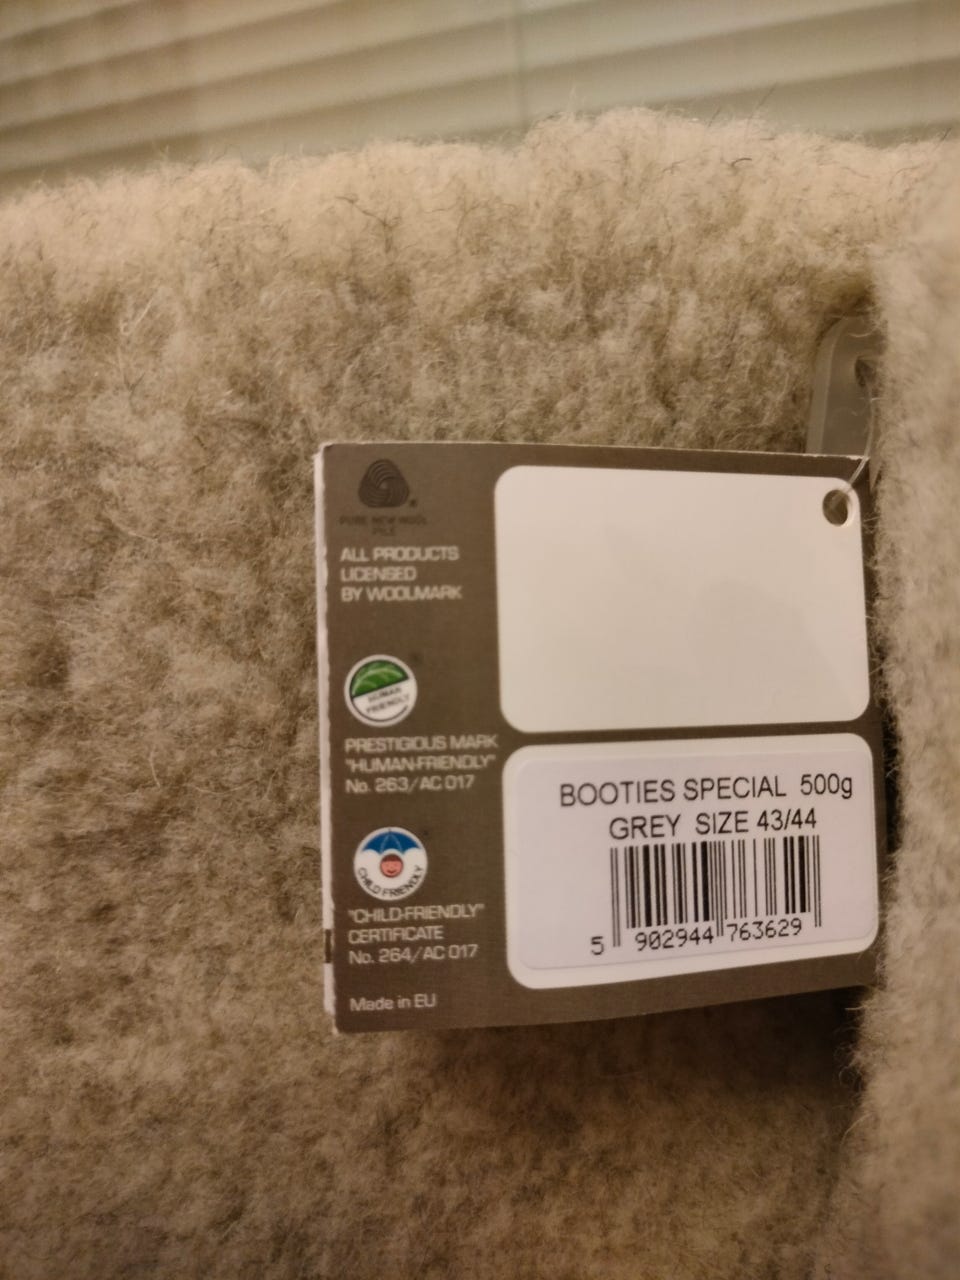 PURE NEW WOOL
PILE
ALL PRODUCTS
LICENSED
BY WOOLMARK
HUMAN
FRIENDLY
PRESTIGIOUS MARK
"HUMAN-FRIENDLY"
No. 263/AC 017
CHILD FRIENDLY
"CHILD-FRIENDLY"
CERTIFICATE
No. 264/AC 017
Made in EU
BOOTIES SPECIAL 500g
GREY SIZE 43/44
5 902944 763629